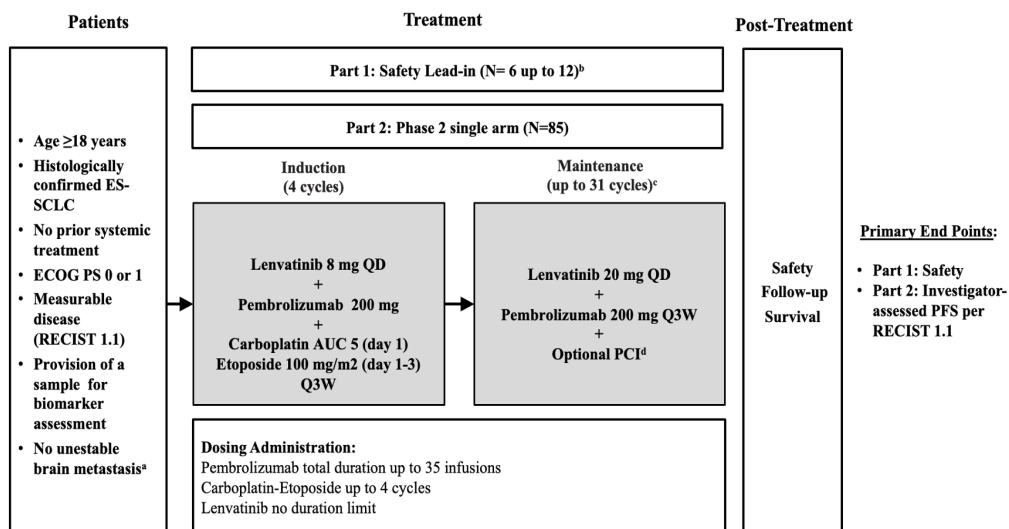 Patients
Treatment
Post-Treatment
• Age ≥18 years
• Histologically
confirmed ES-
SCLC
• No prior systemic
treatment
• ECOG PS 0 or 1
• Measurable
disease
(RECIST 1.1)
• Provision of a
sample for
biomarker
assessment
• No unestable
brain metastasisᵃ
Part 1: Safety Lead-in (N= 6 up to 12)ᵇ
Part 2: Phase 2 single arm (N=85)
Induction
(4 cycles)
Lenvatinib 8 mg QD
+
Pembrolizumab 200 mg
+
Carboplatin AUC 5 (day 1)
Etoposide 100 mg/m2 (day 1-3)
Q3W
Maintenance
(up to 31 cycles)ᶜ
Lenvatinib 20 mg QD
+
Pembrolizumab 200 mg Q3W
+
Optional PCIᵈ
Dosing Administration:
Pembrolizumab total duration up to 35 infusions
Carboplatin-Etoposide up to 4 cycles
Lenvatinib no duration limit
Safety
Follow-up
Survival
Primary End Points:
• Part 1: Safety
• Part 2: Investigator-
assessed PFS per
RECIST 1.1